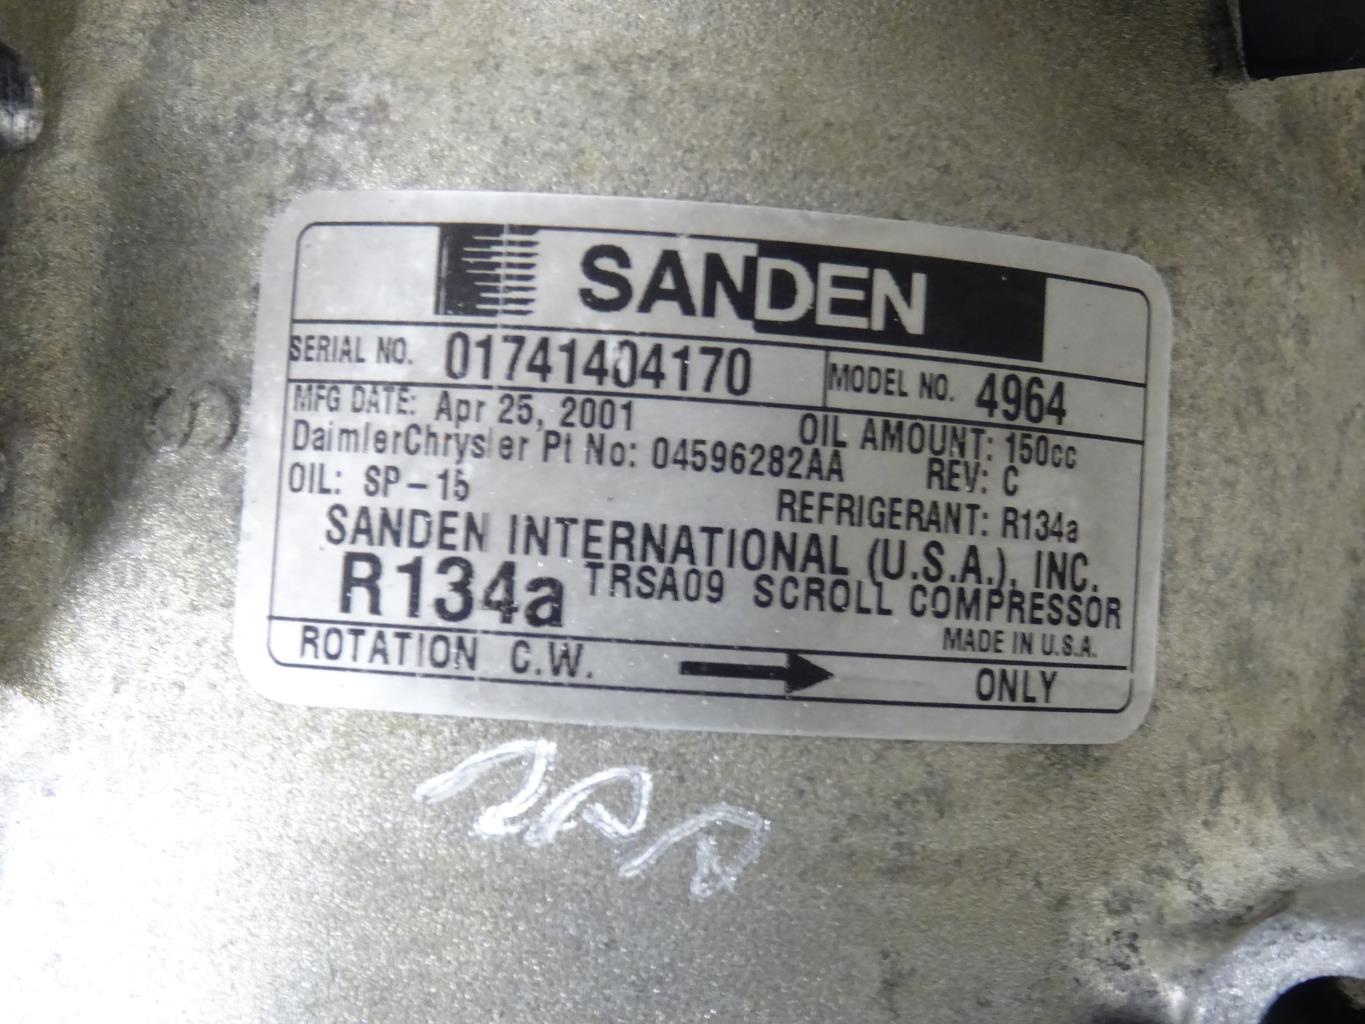 SANDEN
SERIAL NO. 01741404170 MODEL NO. 4964
MFG DATE: Apr 25, 2001 OIL AMOUNT: 150cc
DaimlerChrysler Pt No: 04596282AA REV: C
OIL: SP-15 REFRIGERANT: R134a
SANDEN INTERNATIONAL (U.S.A.), INC.
R134a TRSA09 SCROLL COMPRESSOR
MADE IN U.S.A.
ROTATION C.W. ONLY